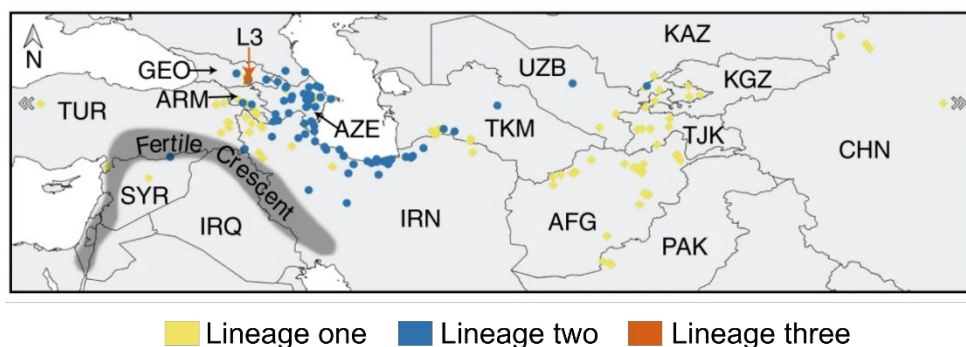 L3
KAZ
N
GEO
UZB
KGZ
ARM
TUR
AZE
TKM
TJK
CHN
Fertile Crescent
SYR
IRQ
IRN
AFG
PAK
Lineage one Lineage two Lineage three